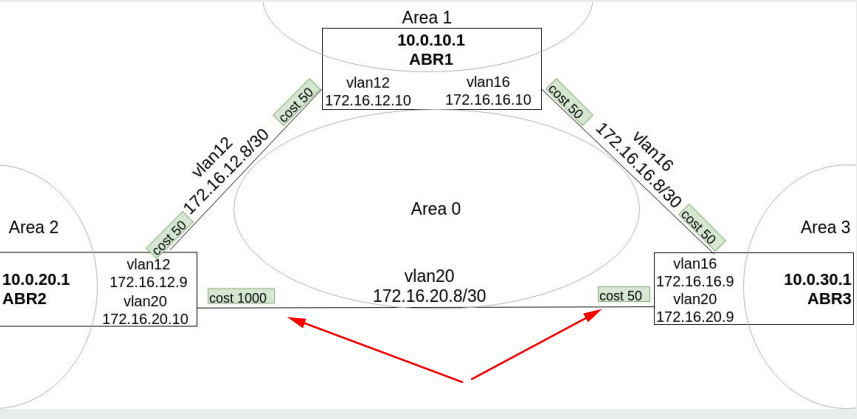 Area 1
10.0.10.1
ABR1
vlan12
172.16.12.10
vlan16
172.16.16.10
cost 50
cost 50
vlan12
172.16.12.8/30
vlan16
172.16.16.8/30
cost 50
cost 50
Area 0
Area 2
10.0.20.1
ABR2
vlan12
172.16.12.9
vlan20
172.16.20.10
cost 1000
vlan20
172.16.20.8/30
cost 50
Area 3
vlan16
172.16.16.9
vlan20
172.16.20.9
10.0.30.1
ABR3